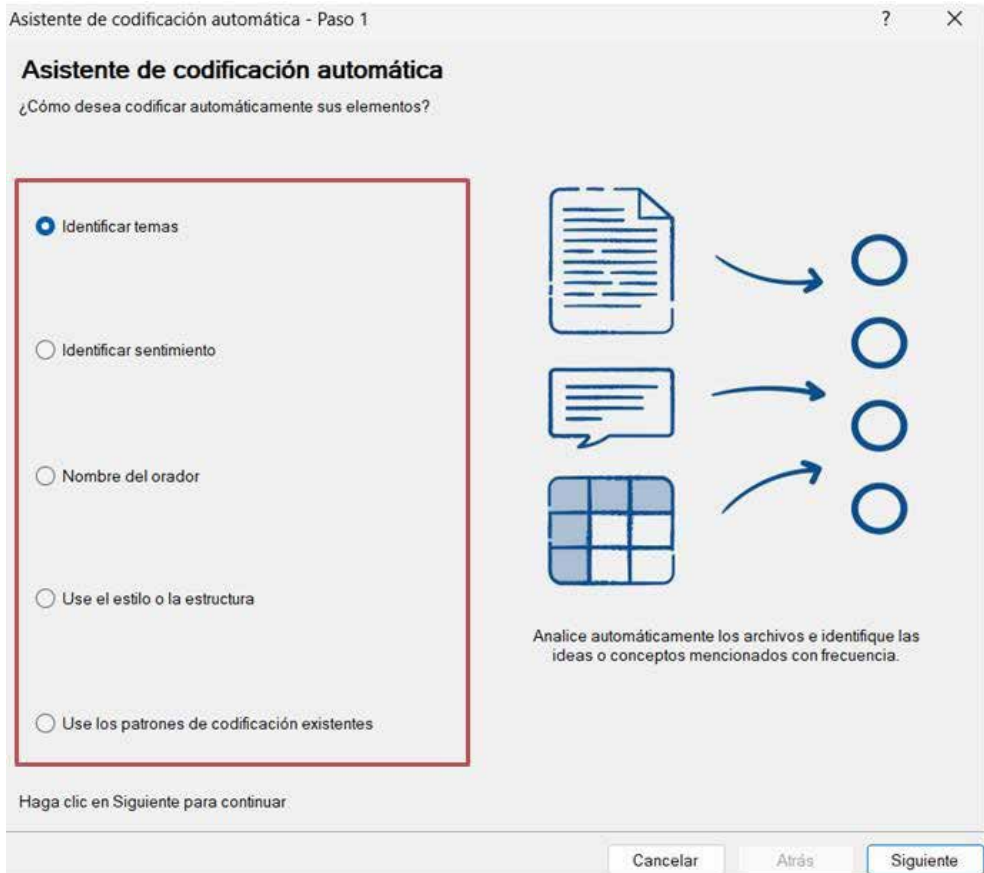 Asistente de codificación automática - Paso 1
?
Asistente de codificación automática
¿Cómo desea codificar automáticamente sus elementos?
Identificar temas
Identificar sentimiento
Nombre del orador
Use el estilo o la estructura
Use los patrones de codificación existentes
Analice automáticamente los archivos e identifique las
ideas o conceptos mencionados con frecuencia.
Haga clic en Siguiente para continuar
Cancelar
Atrás
Siguiente